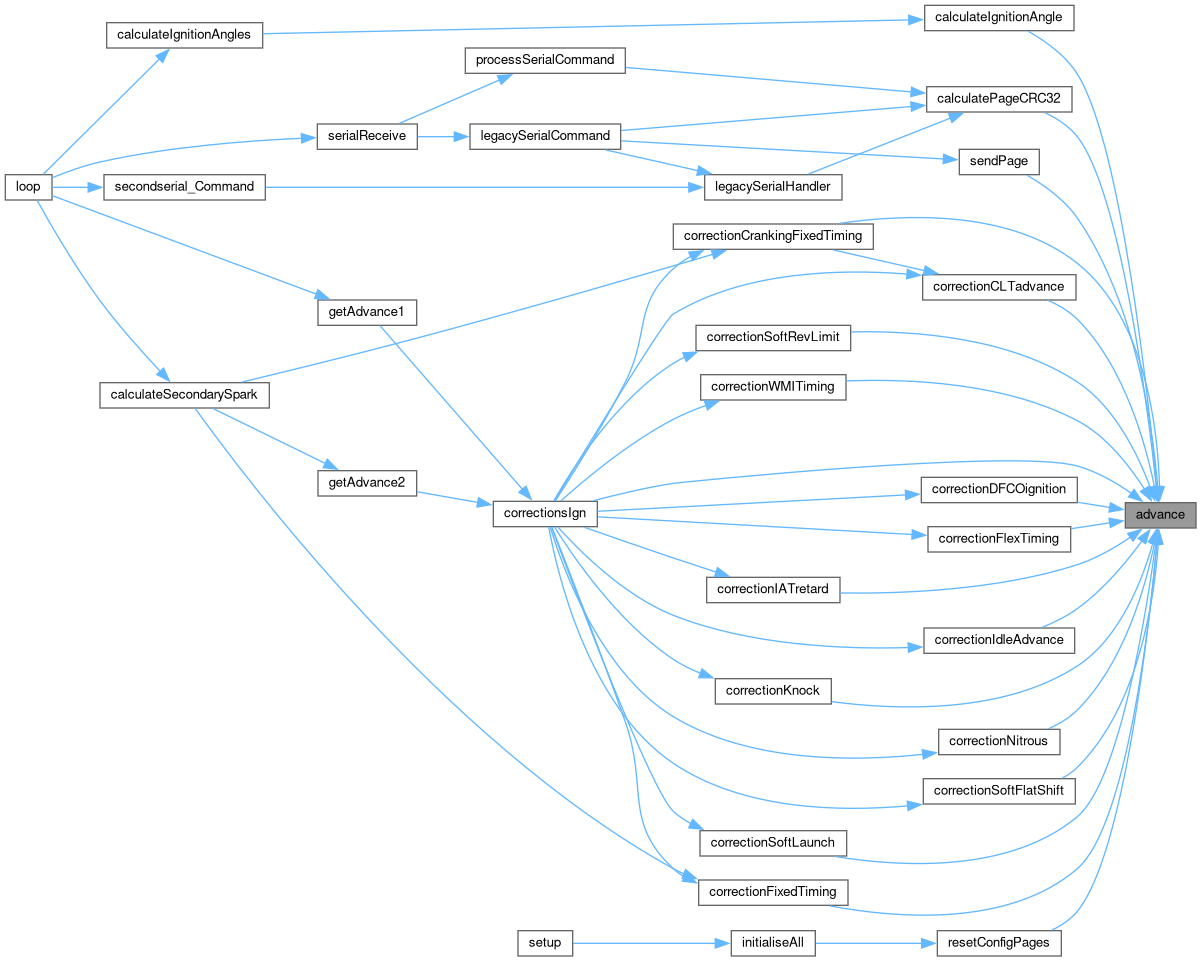 calculateIgnitionAngle
calculateIgnitionAngles
processSerialCommand
calculatePageCRC32
serialReceive
legacySerialCommand
sendPage
loop
secondserial_Command
legacySerialHandler
correctionCrankingFixedTiming
correctionCLTadvance
getAdvance1
correctionSoftRevLimit
correctionWMITiming
calculateSecondarySpark
getAdvance2
correctionDFCOignition
correctionsIgn
advance
correctionFlexTiming
correctionIATretard
correctionIdleAdvance
correctionKnock
correctionNitrous
correctionSoftFlatShift
correctionSoftLaunch
correctionFixedTiming
setup
initialiseAll
resetConfigPages